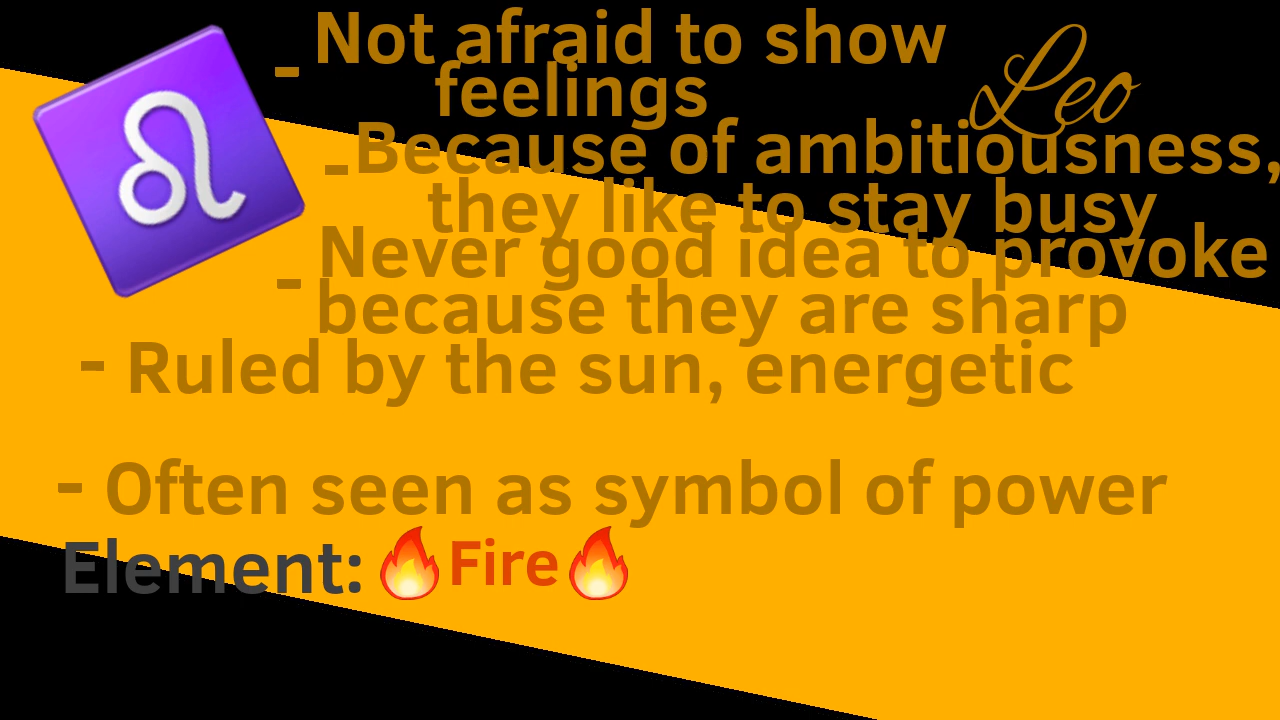 Leo
- Not afraid to show
feelings
- Because of ambitiousness,
they like to stay busy
- Never good idea to provoke
because they are sharp
- Ruled by the sun, energetic
- Often seen as symbol of power
Element: 🔥Fire🔥